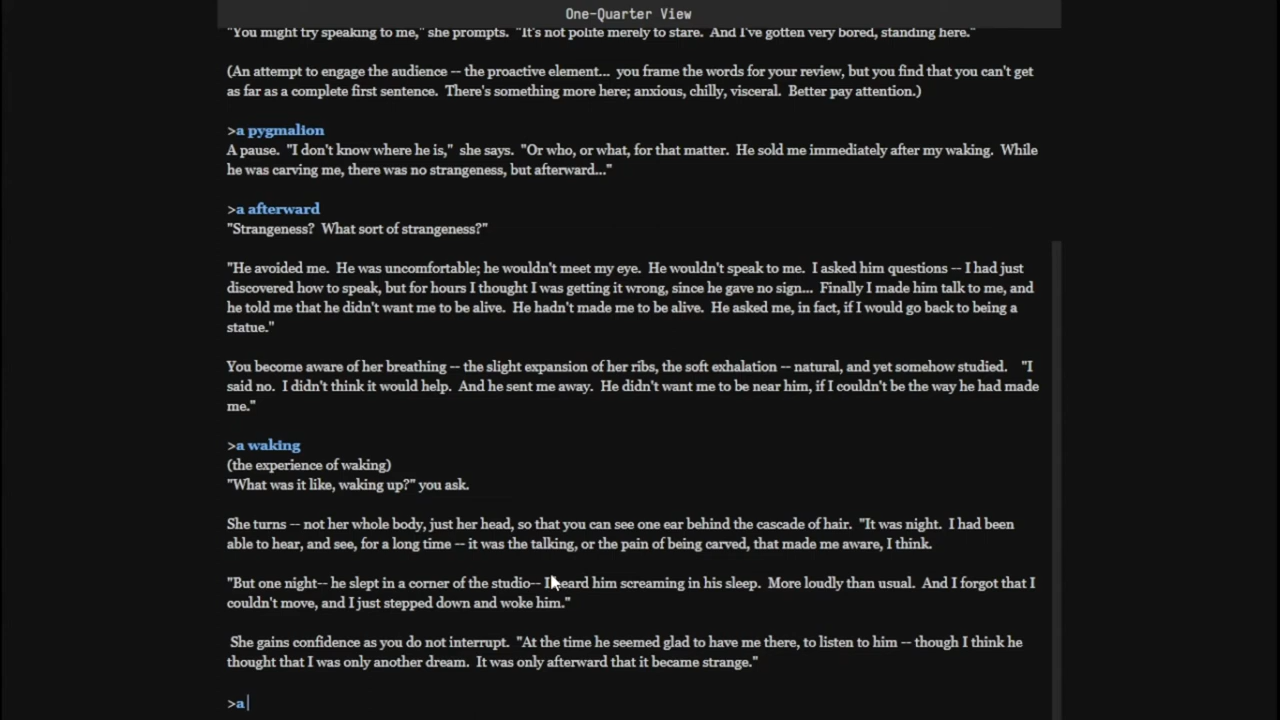 One-Quarter View
"You might try speaking to me," she prompts.  "It's not polite merely to stare.  And I've gotten very bored, standing here."
(An attempt to engage the audience -- the proactive element...  you frame the words for your review, but you find that you can't get
as far as a complete first sentence.  There's something more here; anxious, chilly, visceral.  Better pay attention.)
>a pygmalion
A pause.  "I don't know where he is,"  she says.  "Or who, or what, for that matter.  He sold me immediately after my waking.  While
he was carving me, there was no strangeness, but afterward..."
>a afterward
"Strangeness?  What sort of strangeness?"
"He avoided me.  He was uncomfortable; he wouldn't meet my eye.  He wouldn't speak to me.  I asked him questions -- I had just
discovered how to speak, but for hours I thought I was getting it wrong, since he gave no sign...  Finally I made him talk to me, and
he told me that he didn't want me to be alive.  He hadn't made me to be alive.  He asked me, in fact, if I would go back to being a
statue."
You become aware of her breathing -- the slight expansion of her ribs, the soft exhalation -- natural, and yet somehow studied.    "I
said no.  I didn't think it would help.  And he sent me away.  He didn't want me to be near him, if I couldn't be the way he had made
me."
>a waking
(the experience of waking)
"What was it like, waking up?" you ask.
She turns -- not her whole body, just her head, so that you can see one ear behind the cascade of hair.  "It was night.  I had been
able to hear, and see, for a long time -- it was the talking, or the pain of being carved, that made me aware, I think.
"But one night-- he slept in a corner of the studio-- I heard him screaming in his sleep.  More loudly than usual.  And I forgot that I
couldn't move, and I just stepped down and woke him."
She gains confidence as you do not interrupt.  "At the time he seemed glad to have me there, to listen to him -- though I think he
thought that I was only another dream.  It was only afterward that it became strange."
>a